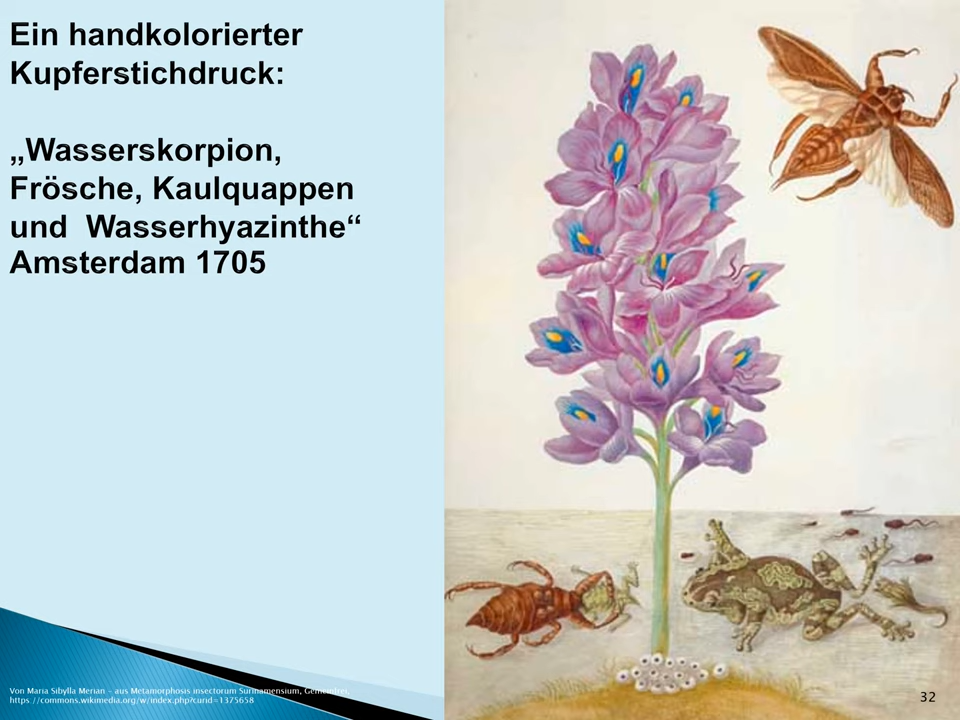 Ein handkolorierter
Kupferstichdruck:
„Wasserskorpion,
Frösche, Kaulquappen
und Wasserhyazinthe“
Amsterdam 1705
Von Maria Sibylla Merian - aus Metamorphosis insectorum Surinamensium, Gemeinfrei,
https://commons.wikimedia.org/w/index.php?curid=1375658
32